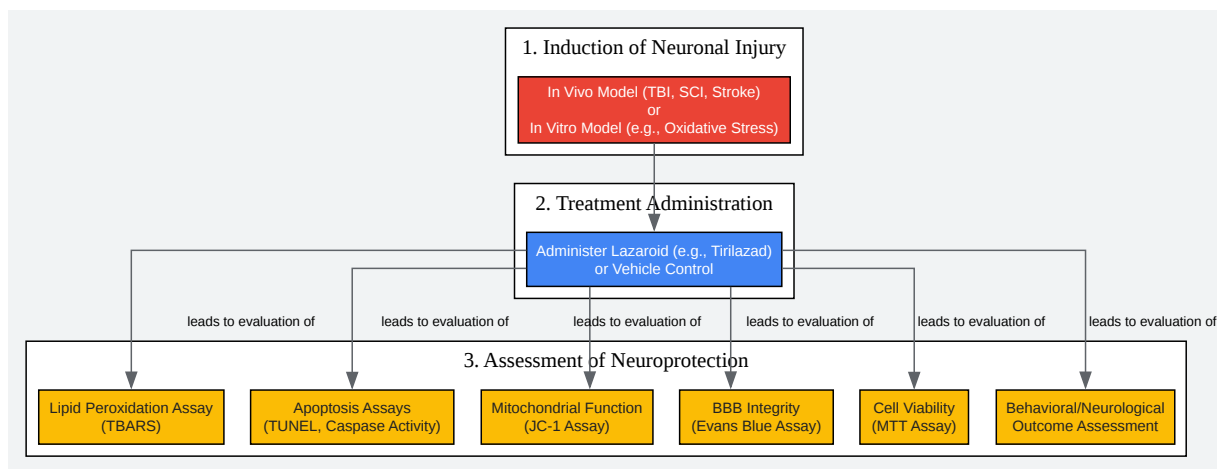 1. Induction of Neuronal Injury
In Vivo Model (TBI, SCI, Stroke)
or
In Vitro Model (e.g., Oxidative Stress)
2. Treatment Administration
Administer Lazaroid (e.g., Tirilazad)
or Vehicle Control
leads to evaluation of
leads to evaluation of
leads to evaluation of
leads to evaluation of
leads to evaluation of
leads to evaluation of
3. Assessment of Neuroprotection
Lipid Peroxidation Assay
(TBARS)
Apoptosis Assays
(TUNEL, Caspase Activity)
Mitochondrial Function
(JC-1 Assay)
BBB Integrity
(Evans Blue Assay)
Cell Viability
(MTT Assay)
Behavioral/Neurological
Outcome Assessment